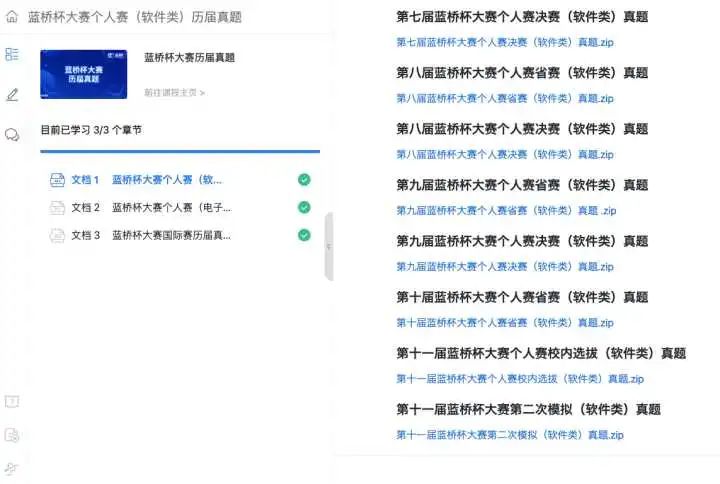 蓝桥杯大赛个人赛（软件类）历届真题
蓝桥杯大赛
历届真题
蓝桥杯大赛历届真题
前往课程主页 >
目前已学习 3/3 个章节
文档 1 蓝桥杯大赛个人赛（软...
文档 2 蓝桥杯大赛个人赛（电子...
文档 3 蓝桥杯大赛国际赛历届真...
第七届蓝桥杯大赛个人赛决赛（软件类）真题
第七届蓝桥杯大赛个人赛决赛（软件类）真题.zip
第八届蓝桥杯大赛个人赛省赛（软件类）真题
第八届蓝桥杯大赛个人赛省赛（软件类）真题.zip
第八届蓝桥杯大赛个人赛决赛（软件类）真题
第八届蓝桥杯大赛个人赛决赛（软件类）真题.zip
第九届蓝桥杯大赛个人赛省赛（软件类）真题
第九届蓝桥杯大赛个人赛省赛（软件类）真题 .zip
第九届蓝桥杯大赛个人赛决赛（软件类）真题
第九届蓝桥杯大赛个人赛决赛（软件类）真题.zip
第十届蓝桥杯大赛个人赛省赛（软件类）真题
第十届蓝桥杯大赛个人赛省赛（软件类）真题.zip
第十一届蓝桥杯大赛个人赛校内选拔（软件类）真题
第十一届蓝桥杯大赛个人赛校内选拔（软件类）真题.zip
第十一届蓝桥杯大赛第二次模拟（软件类）真题
第十一届蓝桥杯大赛第二次模拟（软件类）真题.zip